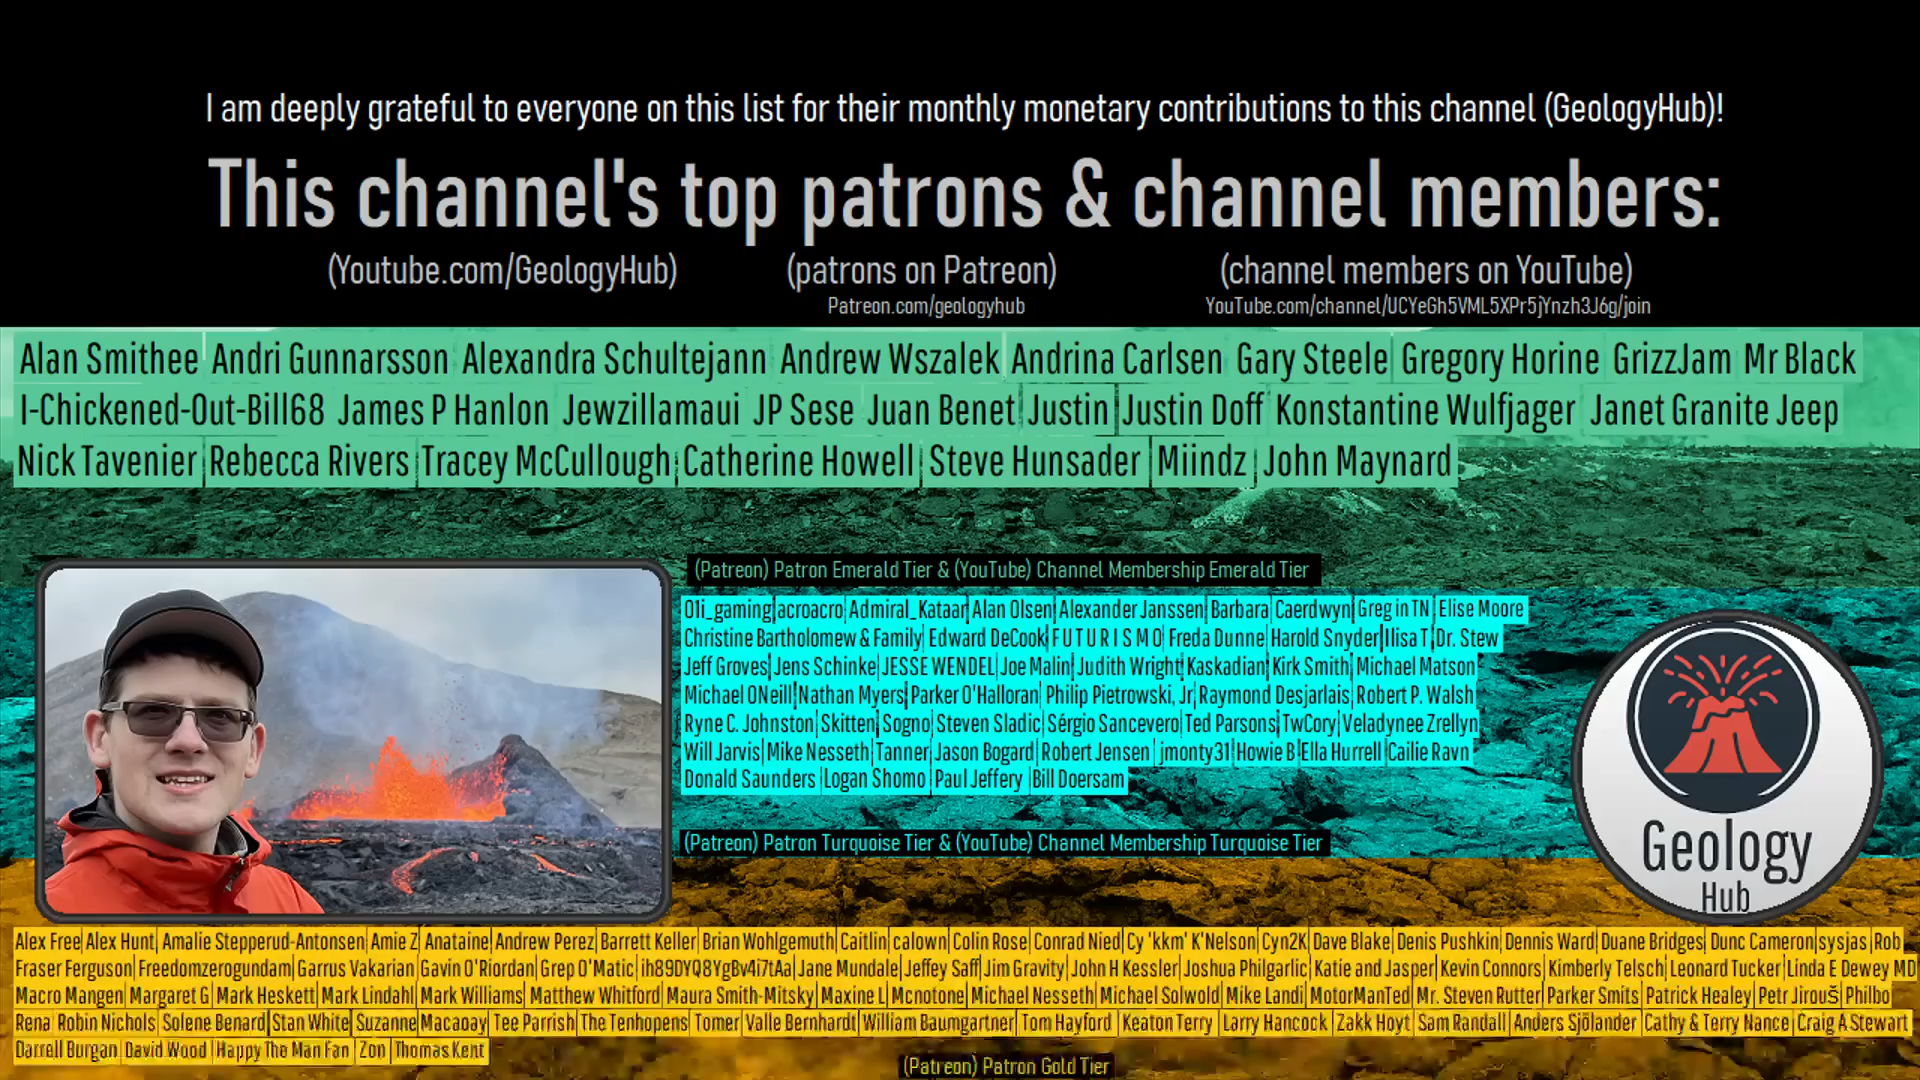 I am deeply grateful to everyone on this list for their monthly monetary contributions to this channel (GeologyHub)!
This channel's top patrons & channel members:
(Youtube.com/GeologyHub) (patrons on Patreon) (channel members on YouTube)
Patreon.com/geologyhub YouTube.com/channel/UCYeGh5VML5XPr5jYnzh3J6g/join
Alan Smithee Andri Gunnarsson Alexandra Schultejann Andrew Wszalek Andrina Carlsen Gary Steele Gregory Horine GrizzJam Mr Black
I-Chickened-Out-Bill68 James P Hanlon Jewzillamaui JP Sese Juan Benet Justin Justin Doff Konstantine Wulfjager Janet Granite Jeep
Nick Tavenier Rebecca Rivers Tracey McCullough Catherine Howell Steve Hunsader Miindz John Maynard
(Patreon) Patron Emerald Tier & (YouTube) Channel Membership Emerald Tier
01i_gaming acroacro Admiral_Kataar Alan Olsen Alexander Janssen Barbara Caerdwyn Greg in TN Elise Moore
Christine Bartholomew & Family Edward DeCook F U T U R I S M O Freda Dunne Harold Snyder Ilisa T Dr. Stew
Jeff Groves Jens Schinke JESSE WENDEL Joe Malin Judith Wright Kaskadian Kirk Smith Michael Matson
Michael ONeill Nathan Myers Parker O'Halloran Philip Pietrowski, Jr Raymond Desjarlais Robert P. Walsh
Ryne C. Johnston Skitten Sogno Steven Sladic Sérgio Sancevero Ted Parsons TwCory Veladynee Zrellyn
Will Jarvis Mike Nesseth Tanner Jason Bogard Robert Jensen jmonty31 Howie B Ella Hurrell Cailie Ravn
Donald Saunders Logan Shomo Paul Jeffery Bill Doersam
(Patreon) Patron Turquoise Tier & (YouTube) Channel Membership Turquoise Tier
Geology
Hub
Alex Free Alex Hunt Amalie Stepperud-Antonsen Amie Z Anataine Andrew Perez Barrett Keller Brian Wohlgemuth Caitlin calown Colin Rose Conrad Nied Cy 'kkm' K'Nelson Cyn2K Dave Blake Denis Pushkin Dennis Ward Duane Bridges Dunc Cameron sysjas Rob
Fraser Ferguson Freedomzerogundam Garrus Vakarian Gavin O'Riordan Grep O'Matic ih89DYQ8YgBv4i7tAa Jane Mundale Jeffey Saff Jim Gravity John H Kessler Joshua Philgarlic Katie and Jasper Kevin Connors Kimberly Telsch Leonard Tucker Linda E Dewey MD
Macro Mangen Margaret G Mark Heskett Mark Lindahl Mark Williams Matthew Whitford Maura Smith-Mitsky Maxine L Mcnotone Michael Nesseth Michael Solwold Mike Landi MotorManTed Mr. Steven Rutter Parker Smits Patrick Healey Petr Jirouš Philbo
Rena Robin Nichols Solene Benard Stan White Suzanne Macaoay Tee Parrish The Tenhopens Tomer Valle Bernhardt William Baumgartner Tom Hayford Keaton Terry Larry Hancock Zakk Hoyt Sam Randall Anders Sjölander Cathy & Terry Nance Craig A Stewart
Darrell Burgan David Wood Happy The Man Fan Zon Thomas Kent
(Patreon) Patron Gold Tier